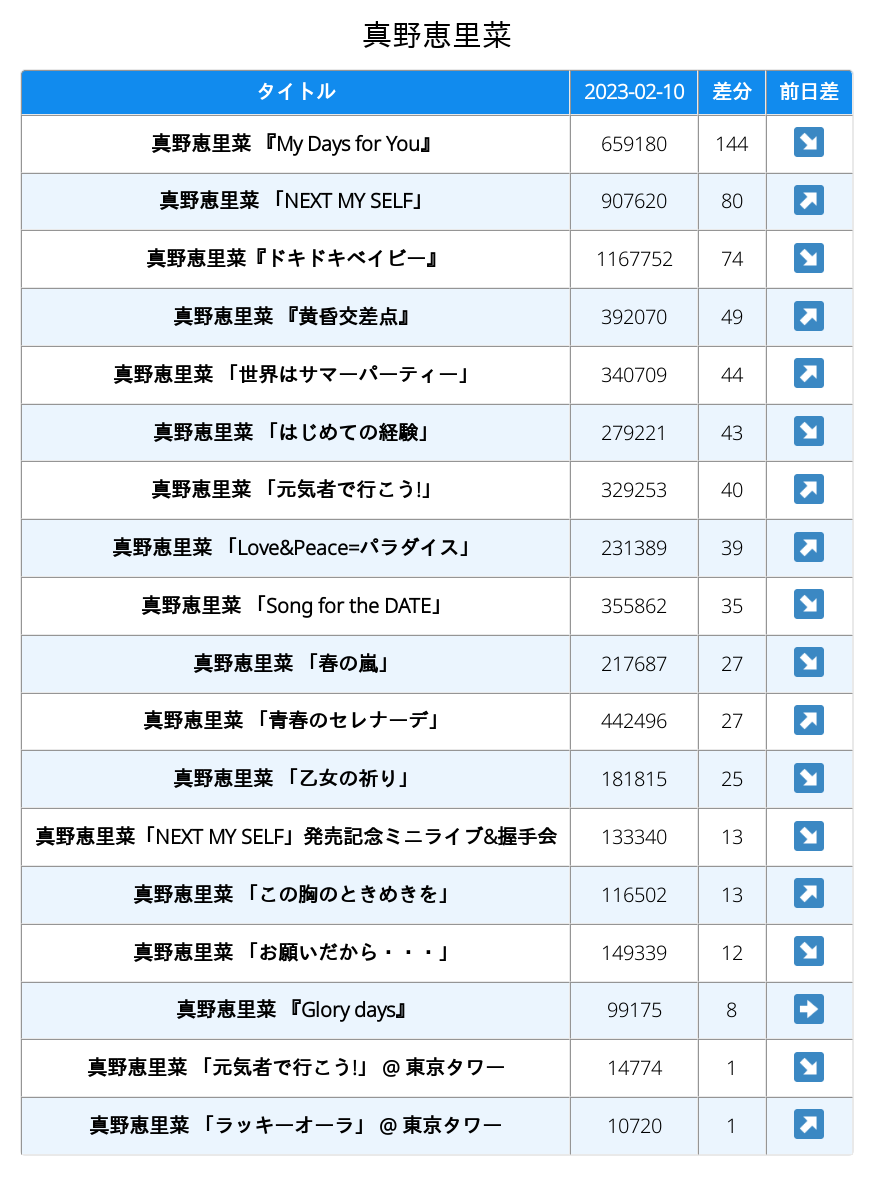 真野恵里菜
タイトル 2023-02-10 差分 前日差
真野恵里菜 『My Days for You』 659180 144 ↘
真野恵里菜 「NEXT MY SELF」 907620 80 ↗
真野恵里菜『ドキドキベイビー』 1167752 74 ↘
真野恵里菜 『黄昏交差点』 392070 49 ↗
真野恵里菜 「世界はサマーパーティー」 340709 44 ↗
真野恵里菜 「はじめての経験」 279221 43 ↘
真野恵里菜 「元気者で行こう!」 329253 40 ↗
真野恵里菜 「Love&Peace=パラダイス」 231389 39 ↗
真野恵里菜 「Song for the DATE」 355862 35 ↘
真野恵里菜 「春の嵐」 217687 27 ↘
真野恵里菜 「青春のセレナーデ」 442496 27 ↗
真野恵里菜 「乙女の祈り」 181815 25 ↘
真野恵里菜「NEXT MY SELF」発売記念ミニライブ&握手会 133340 13 ↘
真野恵里菜 「この胸のときめきを」 116502 13 ↗
真野恵里菜 「お願いだから・・・」 149339 12 ↘
真野恵里菜 『Glory days』 99175 8 ➡
真野恵里菜 「元気者で行こう!」 @ 東京タワー 14774 1 ↘
真野恵里菜 「ラッキーオーラ」 @ 東京タワー 10720 1 ↗